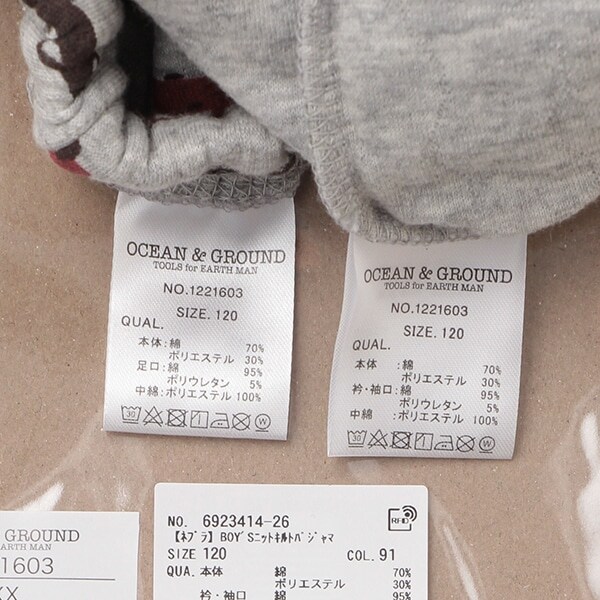 OCEAN & GROUND
TOOLS for EARTH MAN
NO.1221603
SIZE. 120
QUAL.
本体:綿 70%
ポリエステル 30%
足口:綿 95%
ポリウレタン 5%
中綿:ポリエステル 100%
OCEAN & GROUND
TOOLS for EARTH MAN
NO.1221603
SIZE. 120
QUAL.
本体:綿 70%
ポリエステル 30%
衿・袖口:綿 95%
ポリウレタン 5%
中綿:ポリエステル 100%
GROUND
EARTH MAN
21603
XX
NO. 6923414-26
RFID
【ネプラ】BOY'Sニットキルトパジャマ
SIZE 120 COL. 91
QUA. 本体 綿 70%
ポリエステル 30%
衿・袖口 綿 95%